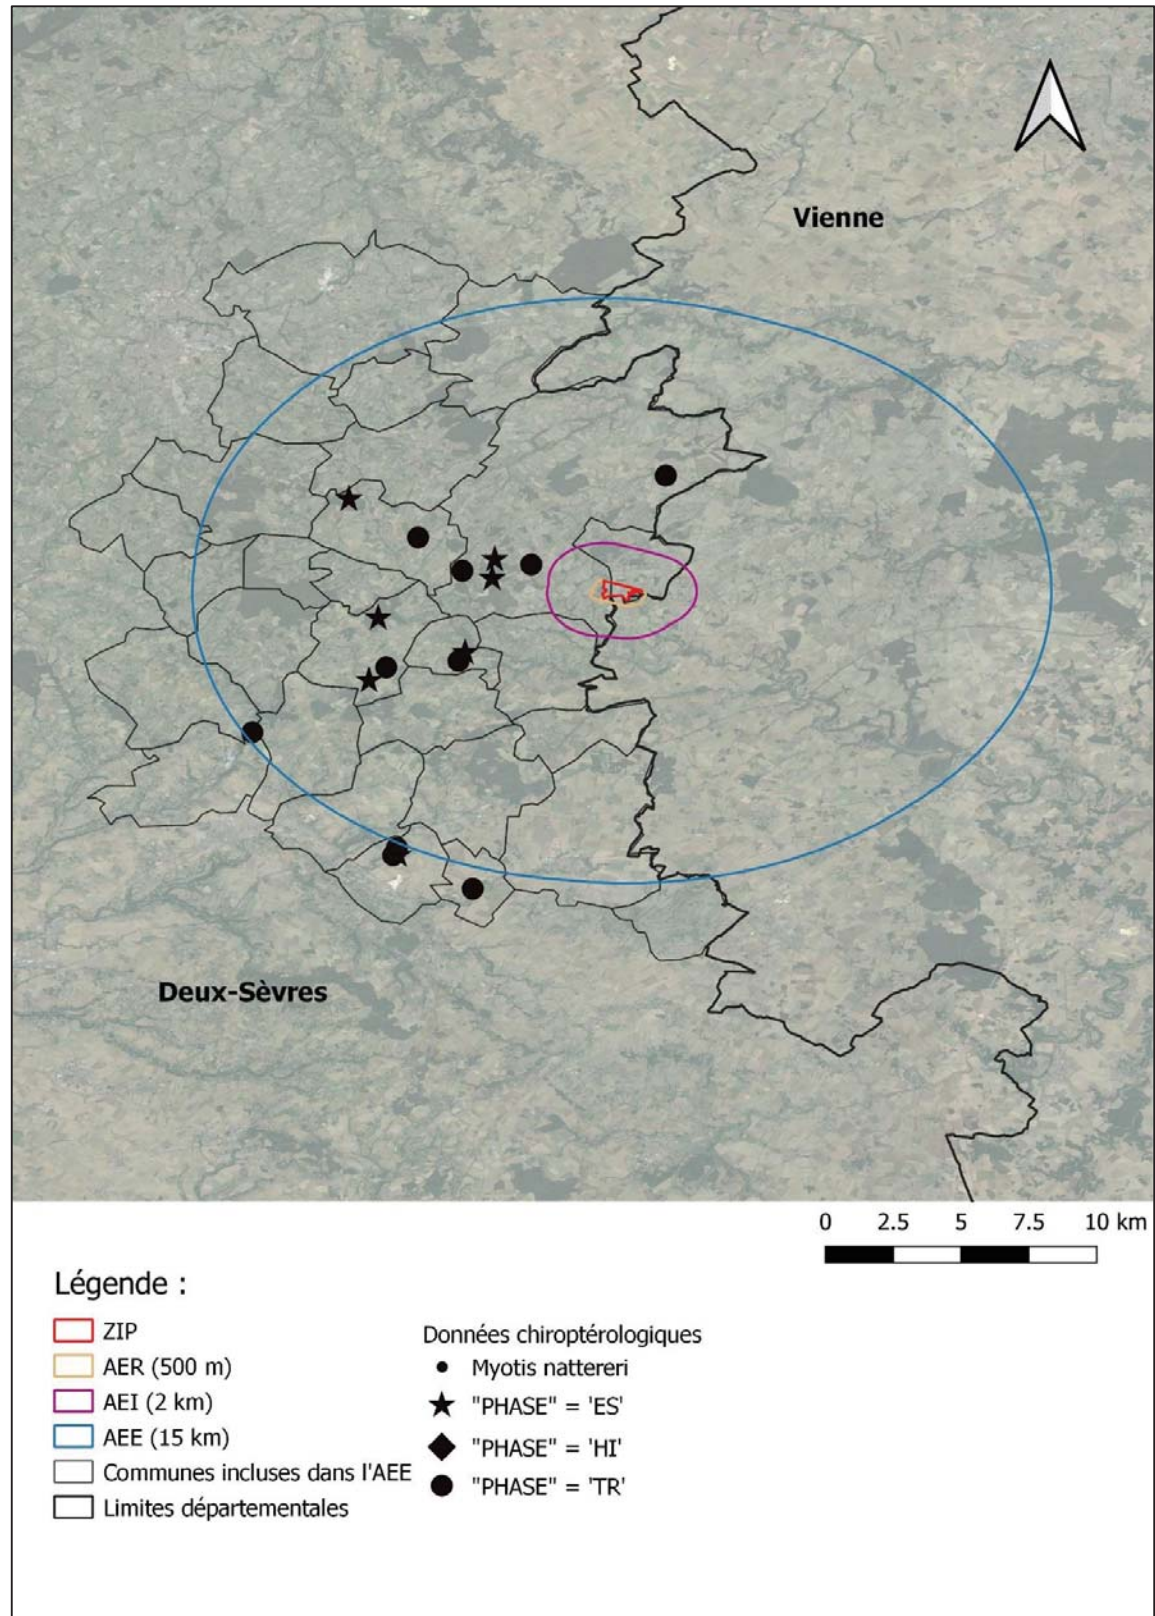 Vienne
Deux-Sèvres
0 2.5 5 7.5 10 km
Légende :
ZIP
AER (500 m)
AEI (2 km)
AEE (15 km)
Communes incluses dans l'AEE
Limites départementales
Données chiroptérologiques
Myotis nattereri
"PHASE" = 'ES'
"PHASE" = 'HI'
"PHASE" = 'TR'